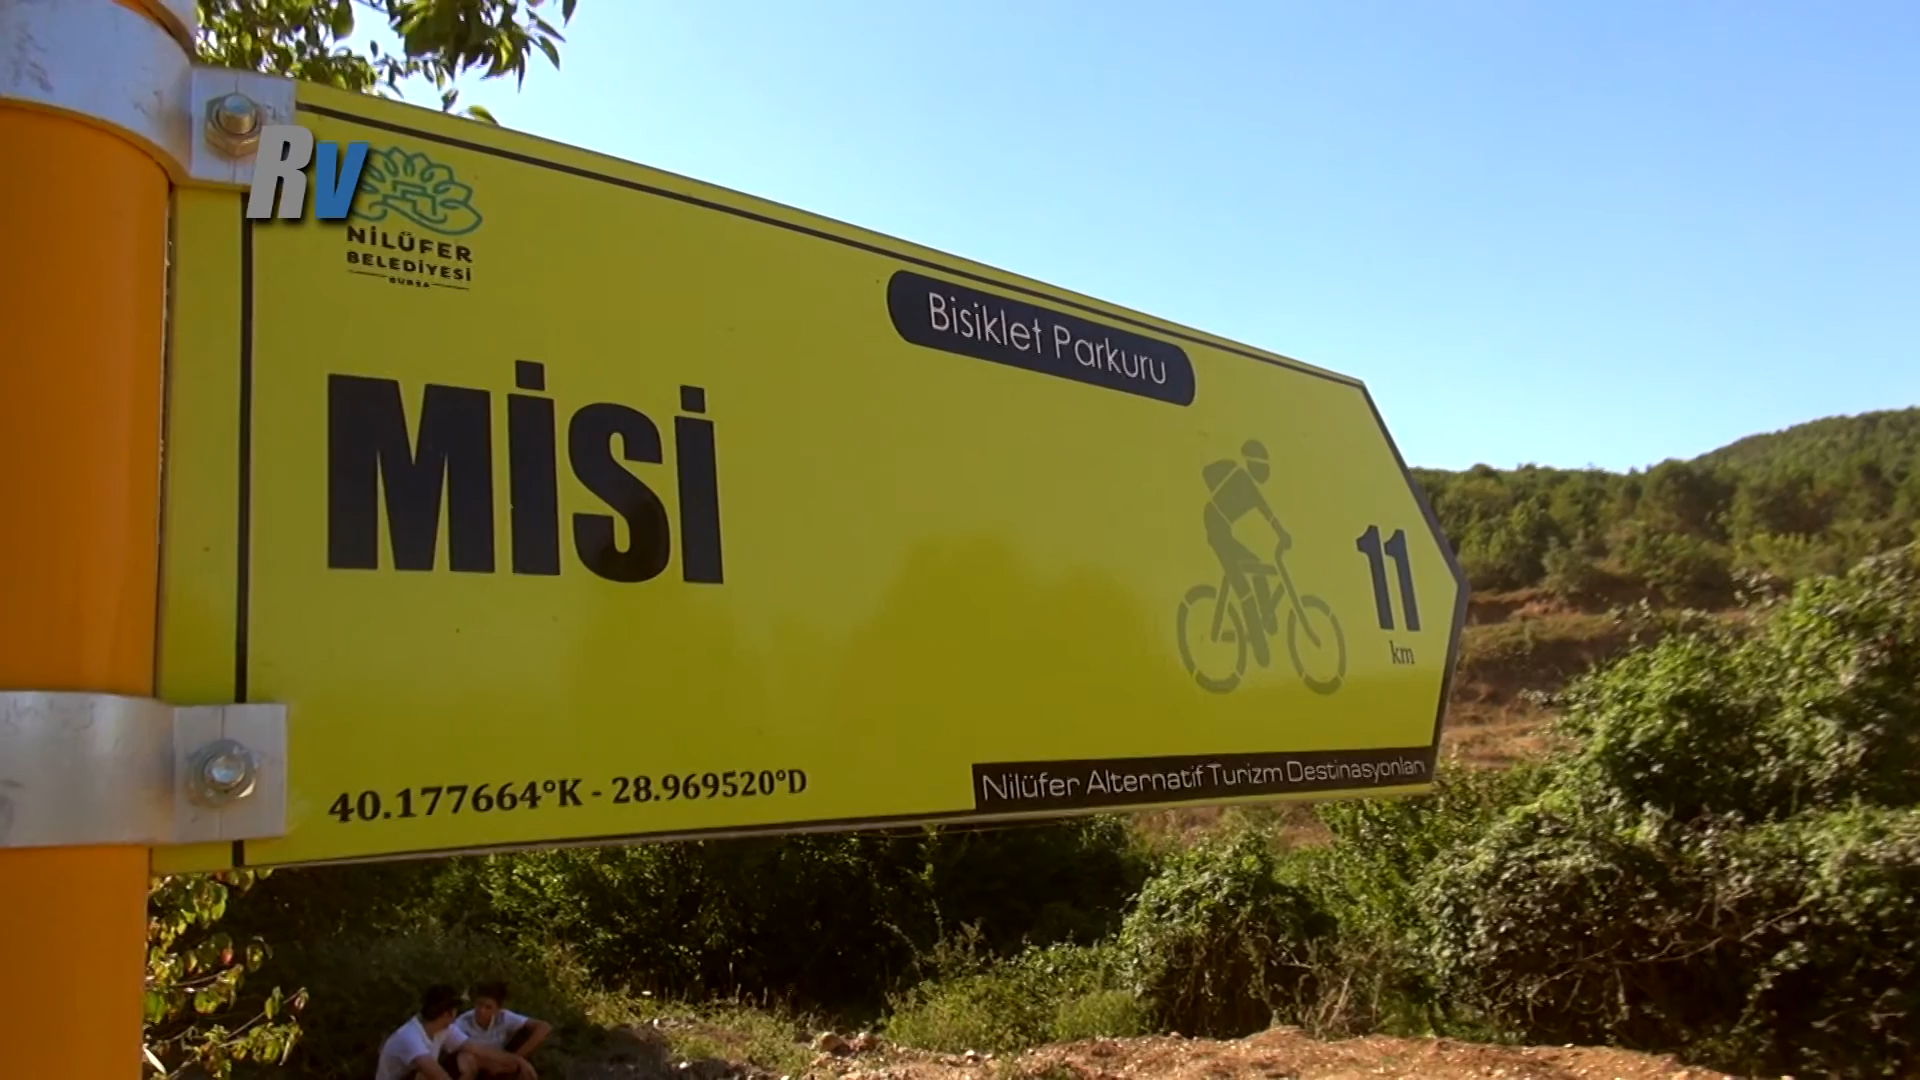 RV
NİLÜFER
BELEDİYESİ
BURSA
Bisiklet Parkuru
MİSİ
11
km
40.177664°K - 28.969520°D
Nilüfer Alternatif Turizm Destinasyonları